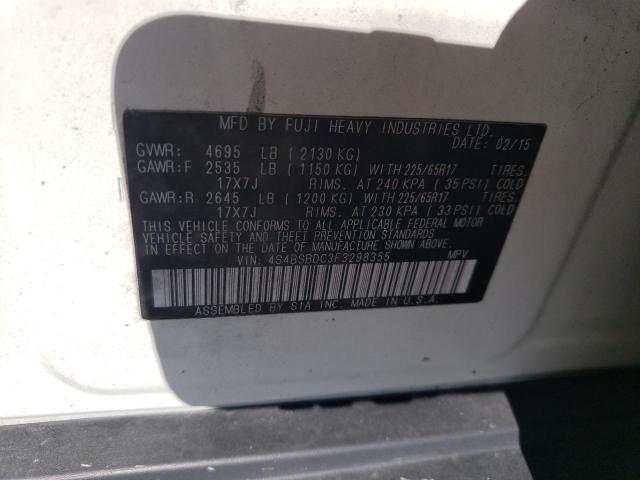 MFD BY FUJI HEAVY INDUSTRIES LTD.
DATE: 02/15
GVWR: 4695 LB ( 2130 KG)
GAWR:F 2535 LB ( 1150 KG) WITH 225/65R17 TIRES.
17X7J RIMS. AT 240 KPA ( 35 PSI) COLD
GAWR:R 2645 LB ( 1200 KG) WITH 225/65R17 TIRES.
17X7J RIMS. AT 230 KPA ( 33 PSI) COLD
THIS VEHICLE CONFORMS TO ALL APPLICABLE FEDERAL MOTOR
VEHICLE SAFETY AND THEFT PREVENTION STANDARDS
IN EFFECT ON THE DATE OF MANUFACTURE SHOWN ABOVE.
VIN: 4S4BSBDC3F3298355 MPV
ASSEMBLED BY SIA INC. MADE IN U.S.A.